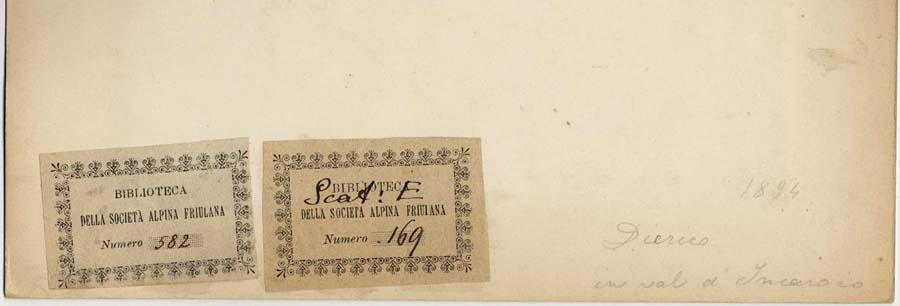 BIBLIOTECA
DELLA SOCIETÀ ALPINA FRIULANA
Numero 582
BIBLIOTECA
Scat: E
DELLA SOCIETÀ ALPINA FRIULANA
Numero 169
1894
Dierico
in val d'Incarojo